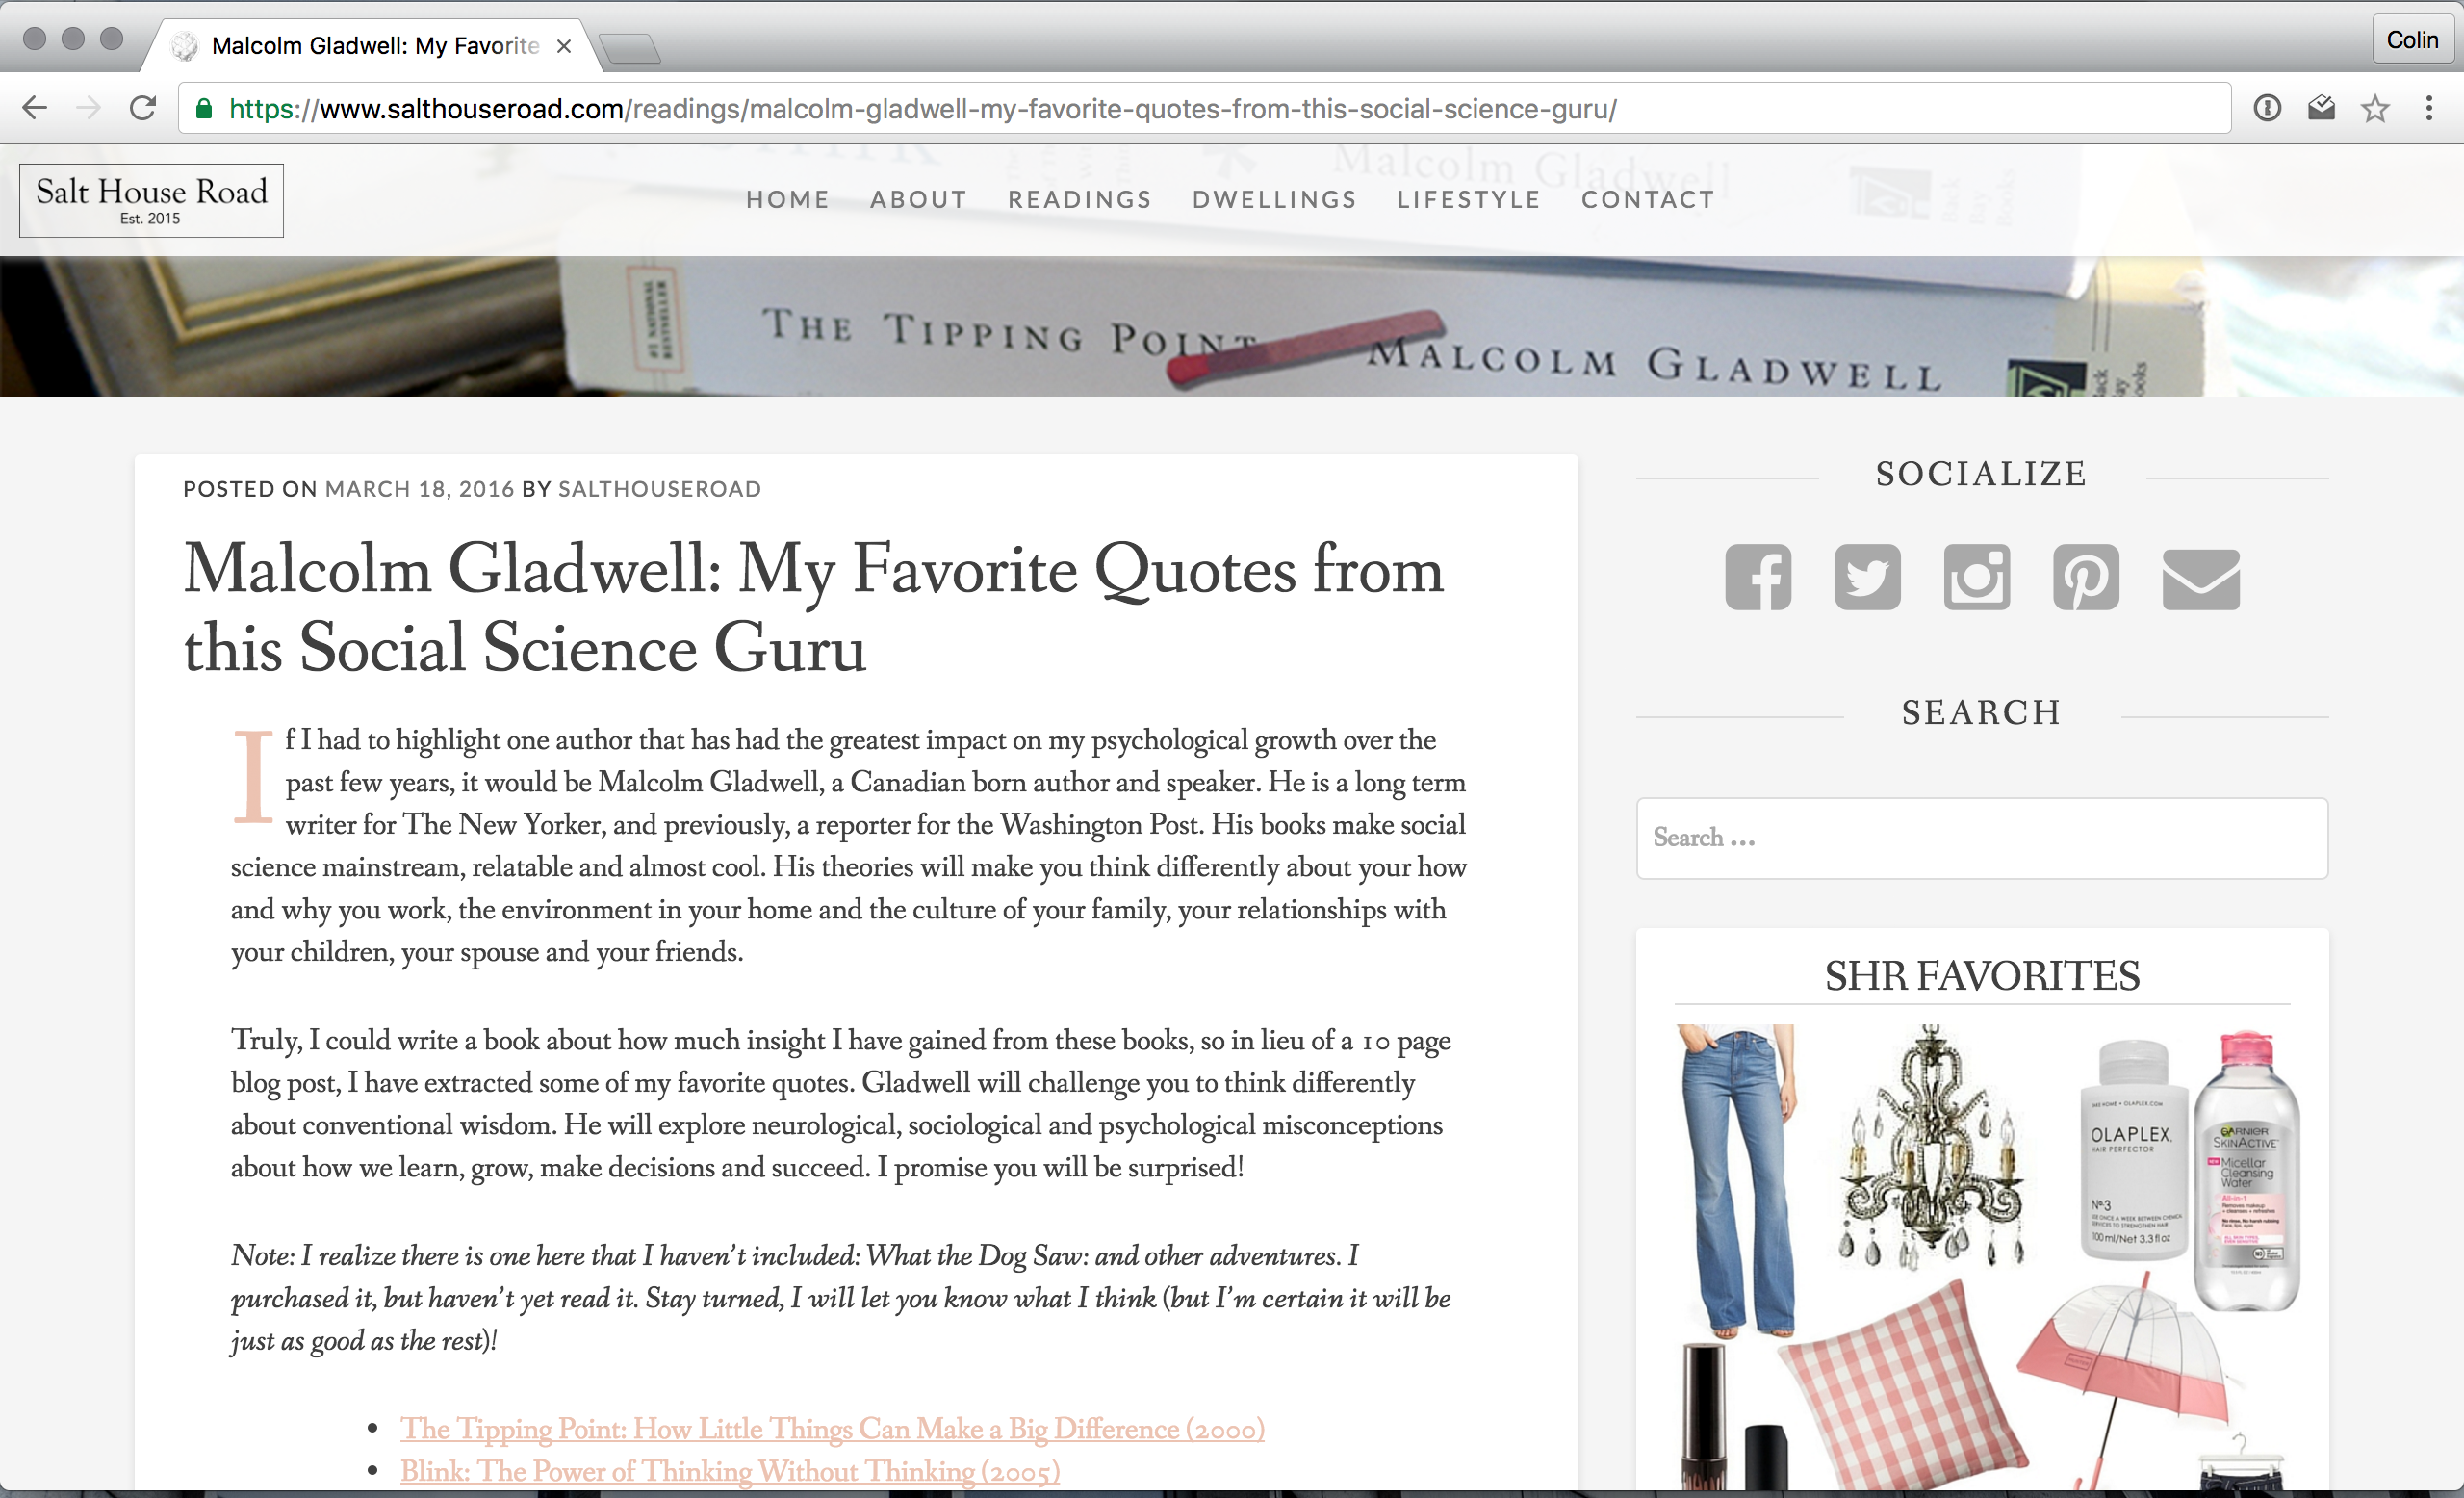 Malcolm Gladwell: My Favorite
Colin
https://www.salthouseroad.com/readings/malcolm-gladwell-my-favorite-quotes-from-this-social-science-guru/
Salt House Road
Est. 2015
HOME ABOUT READINGS DWELLINGS LIFESTYLE CONTACT
Malcolm Gladwell
Back
Bay
Books
#1 NATIONAL
BESTSELLER
THE TIPPING POINT MALCOLM GLADWELL
POSTED ON MARCH 18, 2016 BY SALTHOUSEROAD
Malcolm Gladwell: My Favorite Quotes from
this Social Science Guru
If I had to highlight one author that has had the greatest impact on my psychological growth over the
past few years, it would be Malcolm Gladwell, a Canadian born author and speaker. He is a long term
writer for The New Yorker, and previously, a reporter for the Washington Post. His books make social
science mainstream, relatable and almost cool. His theories will make you think differently about your how
and why you work, the environment in your home and the culture of your family, your relationships with
your children, your spouse and your friends.
Truly, I could write a book about how much insight I have gained from these books, so in lieu of a 10 page
blog post, I have extracted some of my favorite quotes. Gladwell will challenge you to think differently
about conventional wisdom. He will explore neurological, sociological and psychological misconceptions
about how we learn, grow, make decisions and succeed. I promise you will be surprised!
Note: I realize there is one here that I haven't included: What the Dog Saw: and other adventures. I
purchased it, but haven't yet read it. Stay turned, I will let you know what I think (but I'm certain it will be
just as good as the rest)!
• The Tipping Point: How Little Things Can Make a Big Difference (2000)
• Blink: The Power of Thinking Without Thinking (2005)
SOCIALIZE
SEARCH
Search ...
SHR FAVORITES
OLAPLEX.
HAIR PERFECTOR
Nº.3
100 ml/Net 3.3 fl oz
GARNIER
SKINACTIVE
Micellar
Cleansing
Water
All-in-1